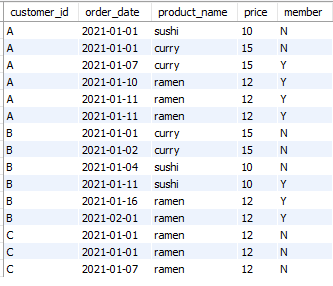 customer_id order_date product_name price member
A 2021-01-01 sushi 10 N
A 2021-01-01 curry 15 N
A 2021-01-07 curry 15 Y
A 2021-01-10 ramen 12 Y
A 2021-01-11 ramen 12 Y
A 2021-01-11 ramen 12 Y
B 2021-01-01 curry 15 N
B 2021-01-02 curry 15 N
B 2021-01-04 sushi 10 N
B 2021-01-11 sushi 10 Y
B 2021-01-16 ramen 12 Y
B 2021-02-01 ramen 12 Y
C 2021-01-01 ramen 12 N
C 2021-01-01 ramen 12 N
C 2021-01-07 ramen 12 N